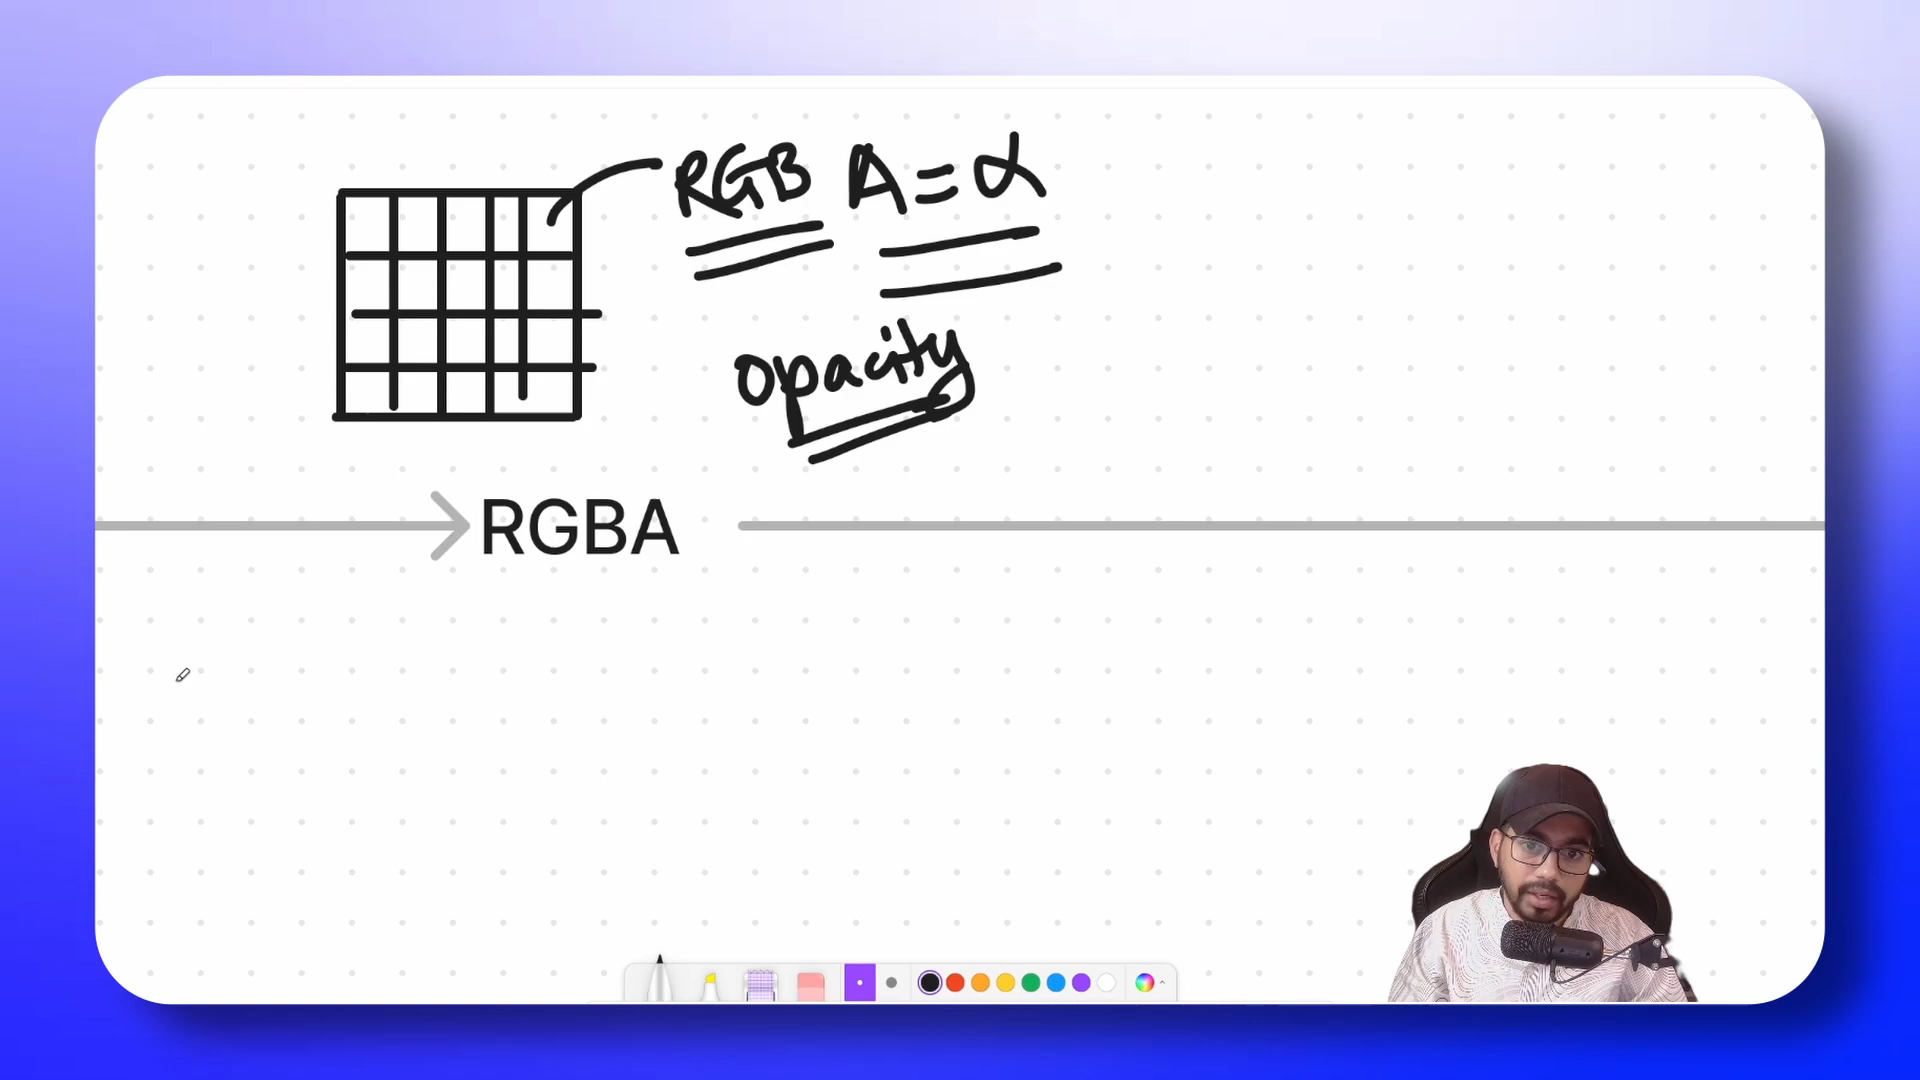 RGB A = α
opacity
RGBA